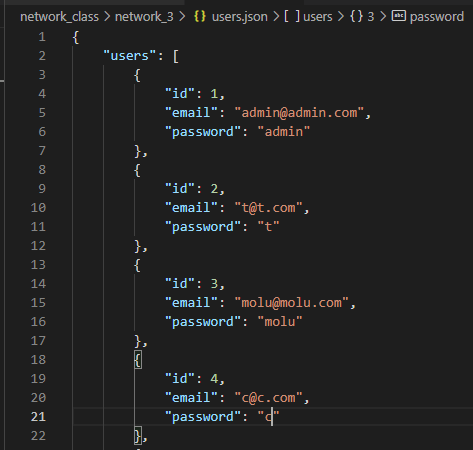 network_class > network_3 > {} users.json > [ ] users > {} 3 > abc password
1 {
2     "users": [
3         {
4             "id": 1,
5             "email": "admin@admin.com",
6             "password": "admin"
7         },
8         {
9             "id": 2,
10             "email": "t@t.com",
11             "password": "t"
12         },
13         {
14             "id": 3,
15             "email": "molu@molu.com",
16             "password": "molu"
17         },
18         {
19             "id": 4,
20             "email": "c@c.com",
21             "password": "c"
22         },